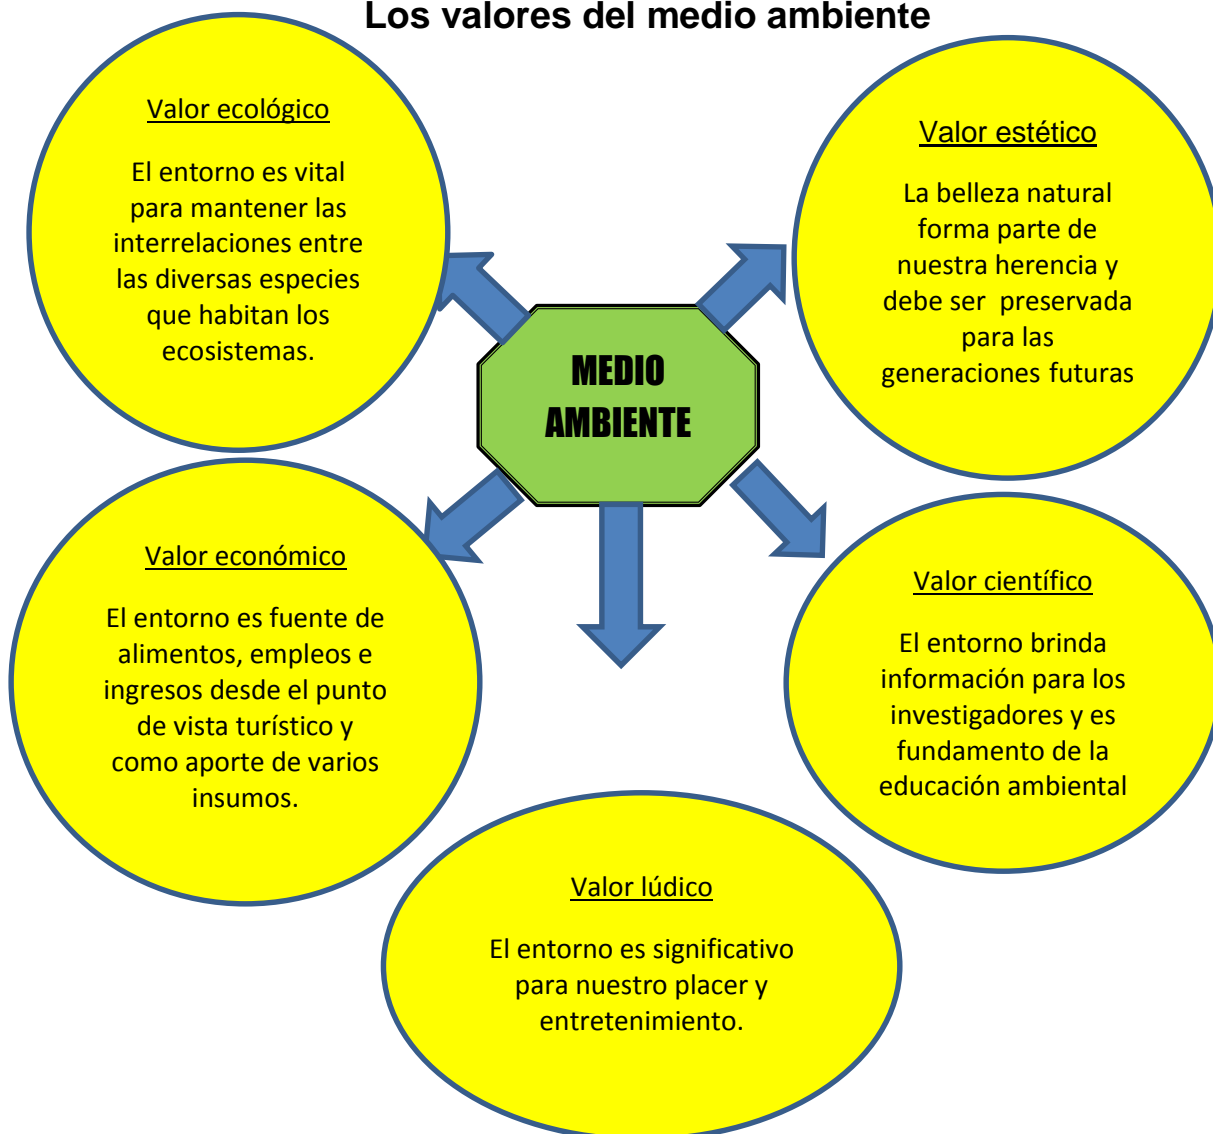 Los valores del medio ambiente
Valor ecológico
El entorno es vital
para mantener las
interrelaciones entre
las diversas especies
que habitan los
ecosistemas.
Valor estético
La belleza natural
forma parte de
nuestra herencia y
debe ser preservada
para las
generaciones futuras
MEDIO
AMBIENTE
Valor económico
El entorno es fuente de
alimentos, empleos e
ingresos desde el punto
de vista turístico y
como aporte de varios
insumos.
Valor científico
El entorno brinda
información para los
investigadores y es
fundamento de la
educación ambiental
Valor lúdico
El entorno es significativo
para nuestro placer y
entretenimiento.